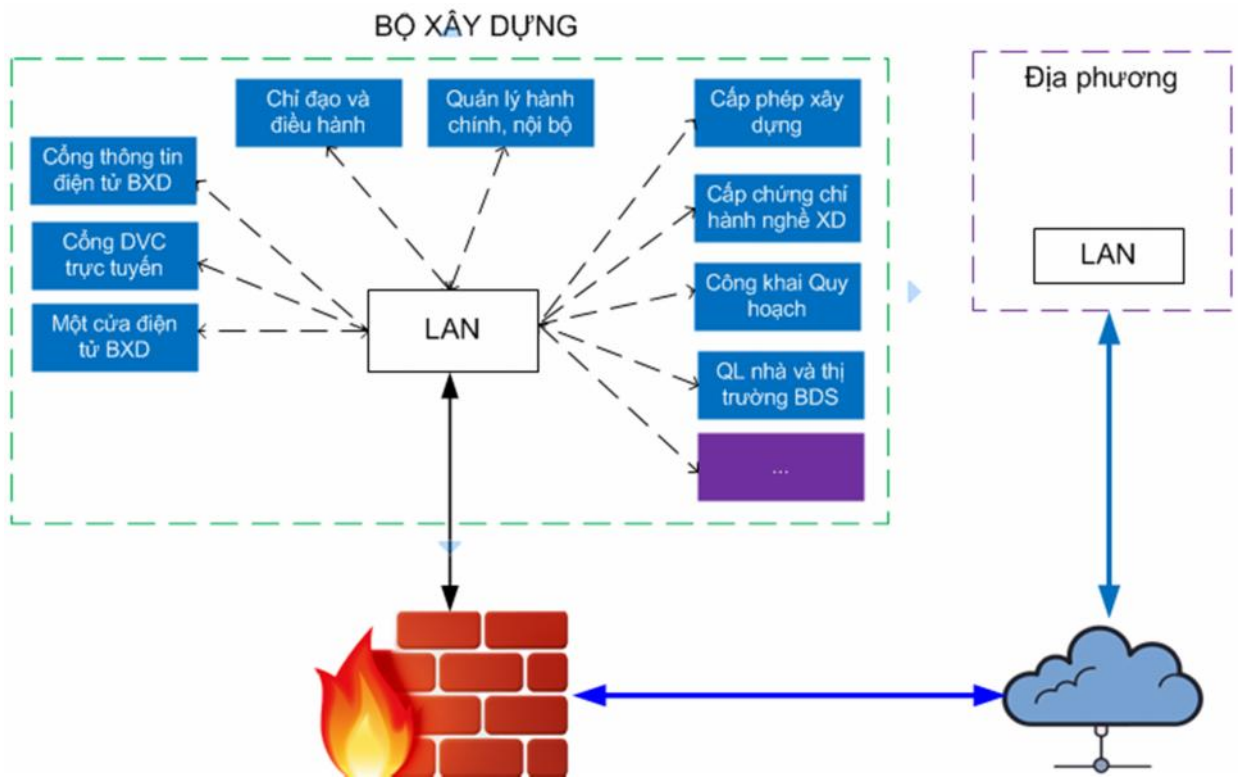 BỘ XÂY DỰNG
Chỉ đạo và
điều hành
Quản lý hành
chính, nội bộ
Cổng thông tin
điện tử BXD
Cổng DVC
trực tuyến
Một cửa điện
tử BXD
LAN
Cấp phép xây
dựng
Cấp chứng chỉ
hành nghề XD
Công khai Quy
hoạch
QL nhà và thị
trường BDS
...
Địa phương
LAN